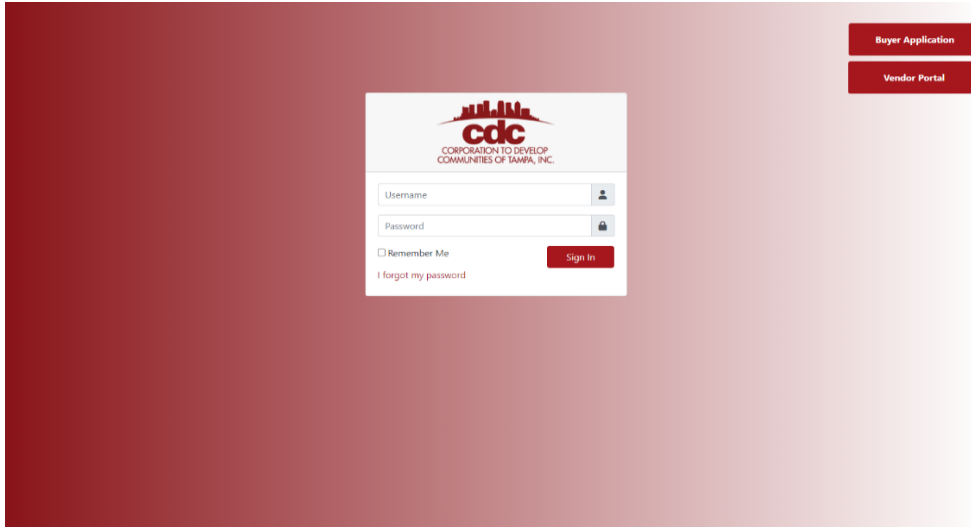 Buyer Application
Vendor Portal
cdc
CORPORATION TO DEVELOP
COMMUNITIES OF TAMPA, INC.
Username
Password
Remember Me
Sign In
I forgot my password